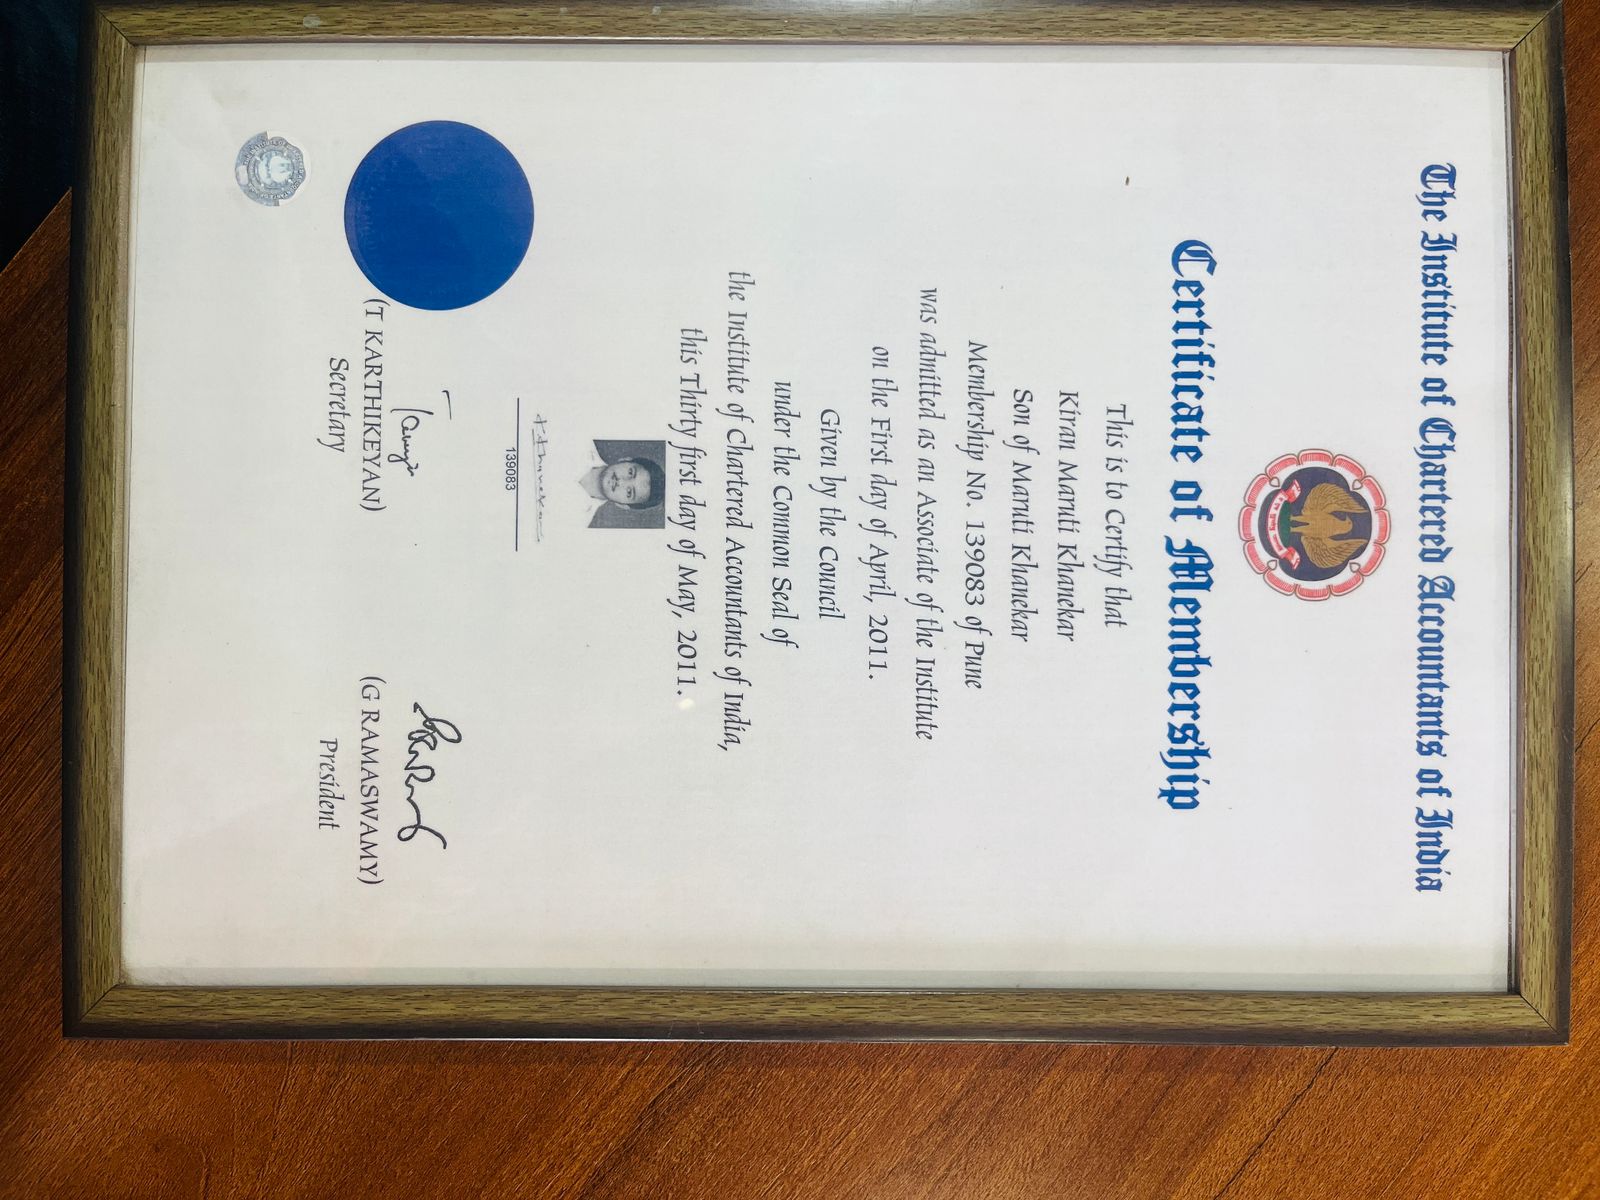 The Institute of Chartered Accountants of India
Certificate of Membership
This is to Certify that
Kiran Maruti Khanekar
Son of Maruti Khanekar
Membership No. 139083 of Pune
was admitted as an Associate of the Institute
on the First day of April, 2011.
Given by the Council
under the Common Seal of
the Institute of Chartered Accountants of India,
this Thirty first day of May, 2011.
139083
(T KARTHIKEYAN)
Secretary
(G RAMASWAMY)
President